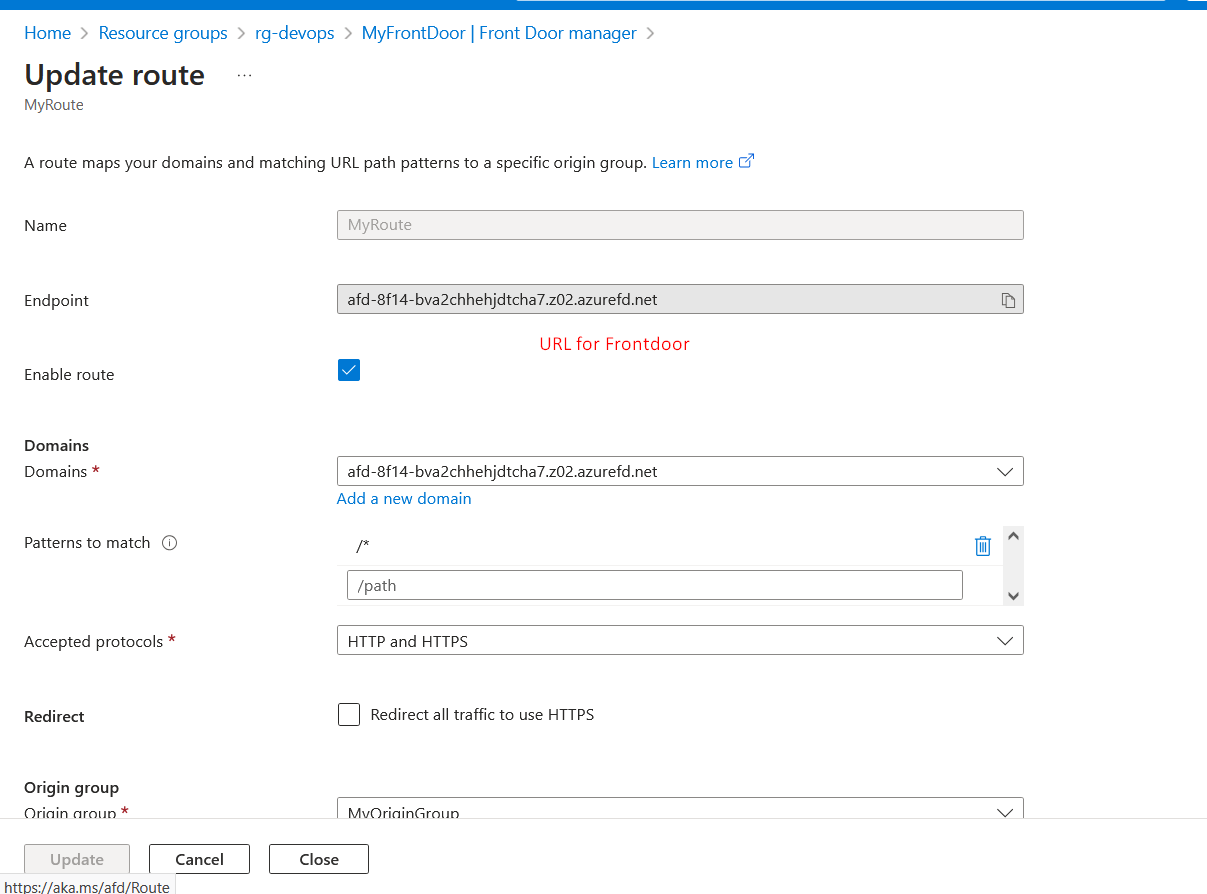 Home > Resource groups > rg-devops > MyFrontDoor | Front Door manager >
Update route ...
MyRoute
A route maps your domains and matching URL path patterns to a specific origin group. Learn more
Name MyRoute
Endpoint afd-8f14-bva2chhehjdtcha7.z02.azurefd.net
URL for Frontdoor
Enable route
Domains
Domains * afd-8f14-bva2chhehjdtcha7.z02.azurefd.net
Add a new domain
Patterns to match /*
/path
Accepted protocols * HTTP and HTTPS
Redirect Redirect all traffic to use HTTPS
Origin group
Origin group * MyOriginGroup
Update Cancel Close
https://aka.ms/afd/Route